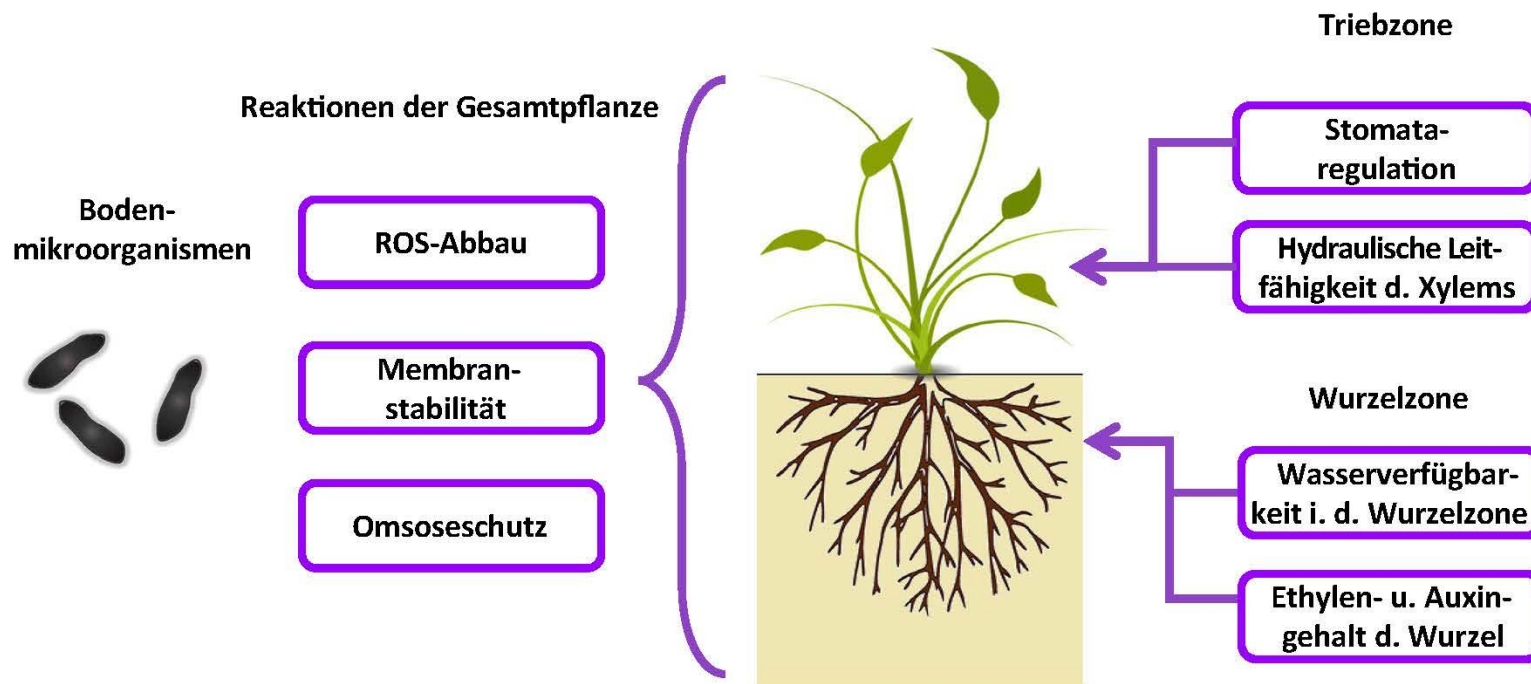 Boden-
mikroorganismen
Reaktionen der Gesamtpflanze
ROS-Abbau
Membran-
stabilität
Omsoseschutz
Triebzone
Stomata-
regulation
Hydraulische Leit-
fähigkeit d. Xylems
Wurzelzone
Wasserverfügbar-
keit i. d. Wurzelzone
Ethylen- u. Auxin-
gehalt d. Wurzel